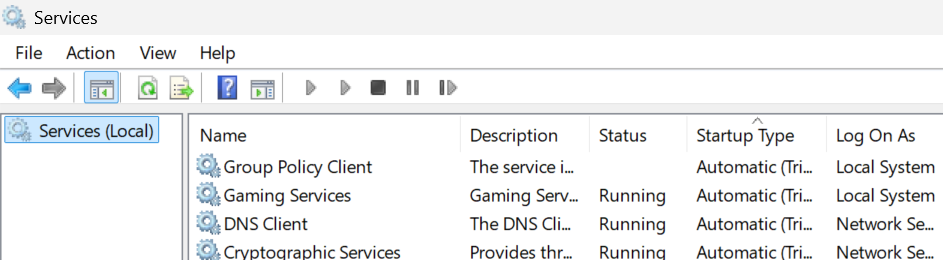 Services
File Action View Help
Services (Local)
Name Description Status Startup Type Log On As
Group Policy Client The service i... Automatic (Tri... Local System
Gaming Services Gaming Serv... Running Automatic (Tri... Local System
DNS Client The DNS Cli... Running Automatic (Tri... Network Se...
Cryptographic Services Provides thr... Running Automatic (Tri... Network Se...